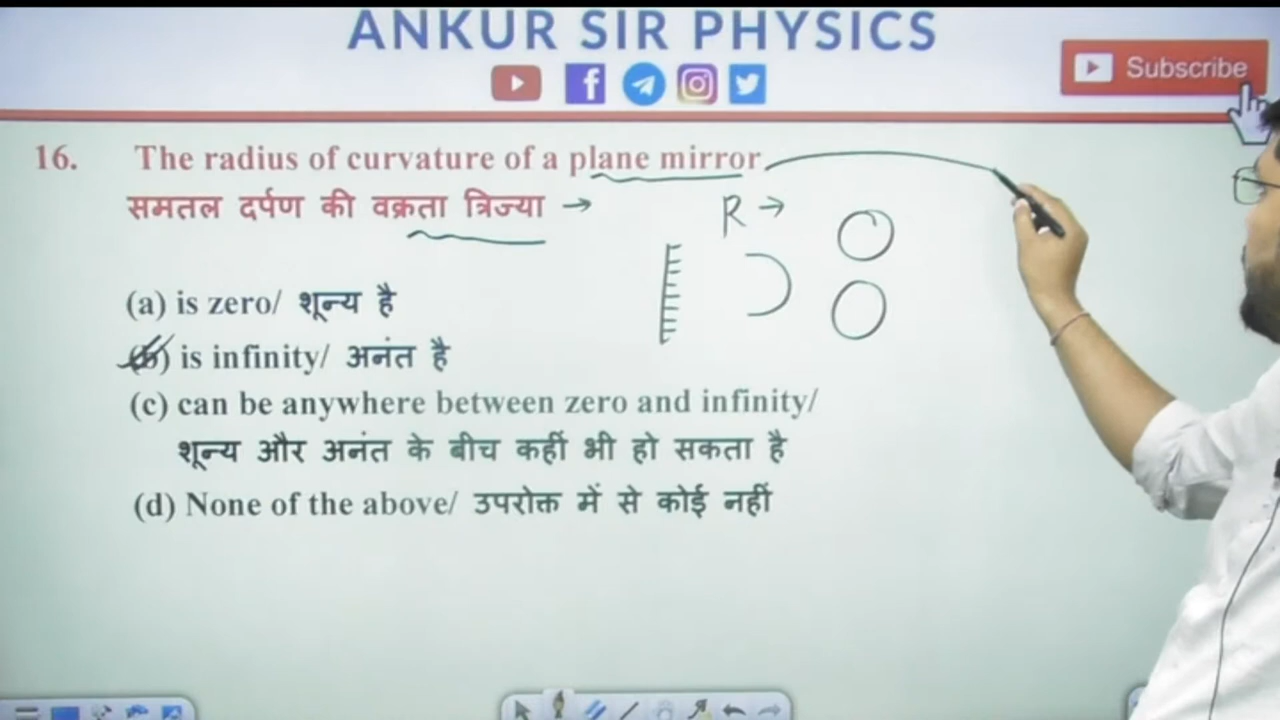 ANKUR SIR PHYSICS
Subscribe
16. The radius of curvature of a plane mirror
समतल दर्पण की वक्रता त्रिज्या →
R →
(a) is zero/ शून्य है
(b) is infinity/ अनंत है
(c) can be anywhere between zero and infinity/
शून्य और अनंत के बीच कहीं भी हो सकता है
(d) None of the above/ उपरोक्त में से कोई नहीं